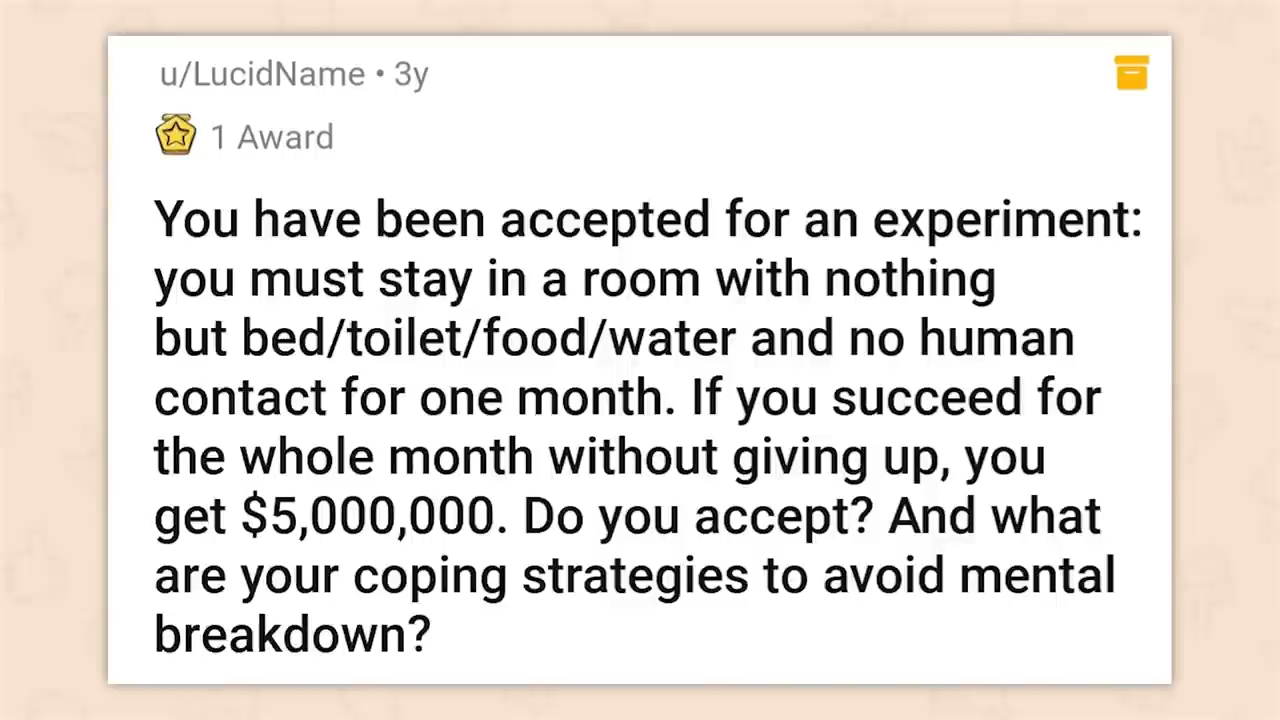 u/LucidName • 3y
1 Award
You have been accepted for an experiment:
you must stay in a room with nothing
but bed/toilet/food/water and no human
contact for one month. If you succeed for
the whole month without giving up, you
get $5,000,000. Do you accept? And what
are your coping strategies to avoid mental
breakdown?